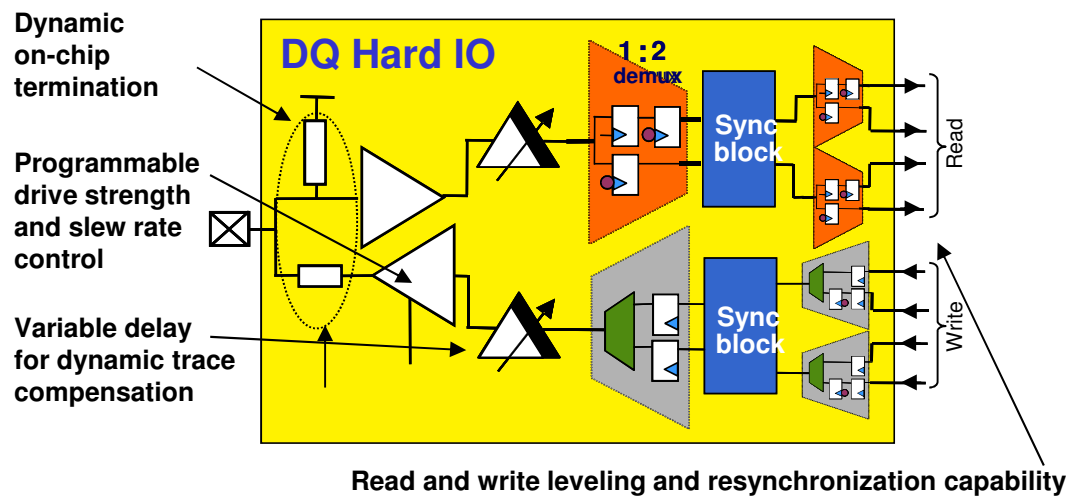 Dynamic
on-chip
termination
DQ Hard IO
1:2
demux
Sync
block
Read
Programmable
drive strength
and slew rate
control
Sync
block
Write
Variable delay
for dynamic trace
compensation
Read and write leveling and resynchronization capability